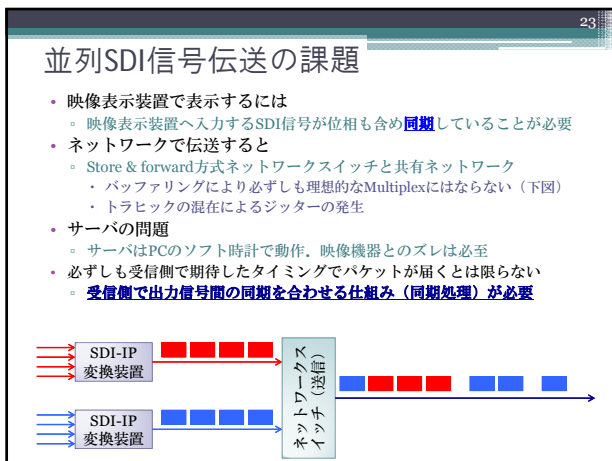 23
並列SDI信号伝送の課題
• 映像表示装置で表示するには
▫ 映像表示装置へ入力するSDI信号が位相も含め同期していることが必要
• ネットワークで伝送すると
▫ Store & forward方式ネットワークスイッチと共有ネットワーク
・ バッファリングにより必ずしも理想的なMultiplexにはならない（下図）
・ トラヒックの混在によるジッターの発生
• サーバの問題
▫ サーバはPCのソフト時計で動作．映像機器とのズレは必至
• 必ずしも受信側で期待したタイミングでパケットが届くとは限らない
▫ 受信側で出力信号間の同期を合わせる仕組み（同期処理）が必要
SDI-IP
変換装置
SDI-IP
変換装置
ネットワークス
イッチ（送信）